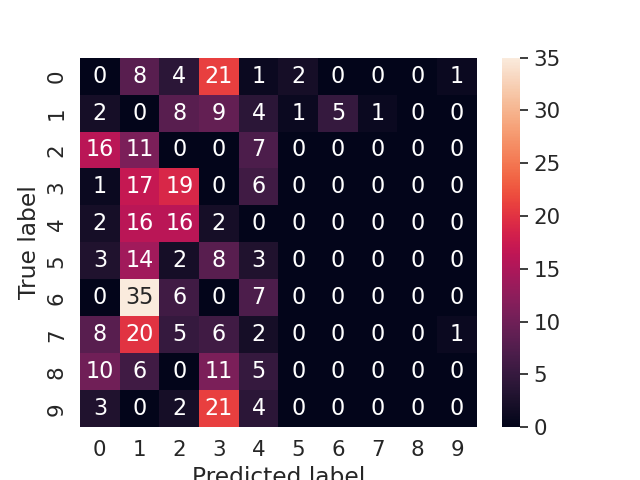 0 0 8 4 21 1 2 0 0 0 1
1 2 0 8 9 4 1 5 1 0 0
2 16 11 0 0 7 0 0 0 0 0
3 1 17 19 0 6 0 0 0 0 0
4 2 16 16 2 0 0 0 0 0 0
5 3 14 2 8 3 0 0 0 0 0
6 0 35 6 0 7 0 0 0 0 0
7 8 20 5 6 2 0 0 0 0 1
8 10 6 0 11 5 0 0 0 0 0
9 3 0 2 21 4 0 0 0 0 0
0 1 2 3 4 5 6 7 8 9
Predicted label
True label
35
30
25
20
15
10
5
0